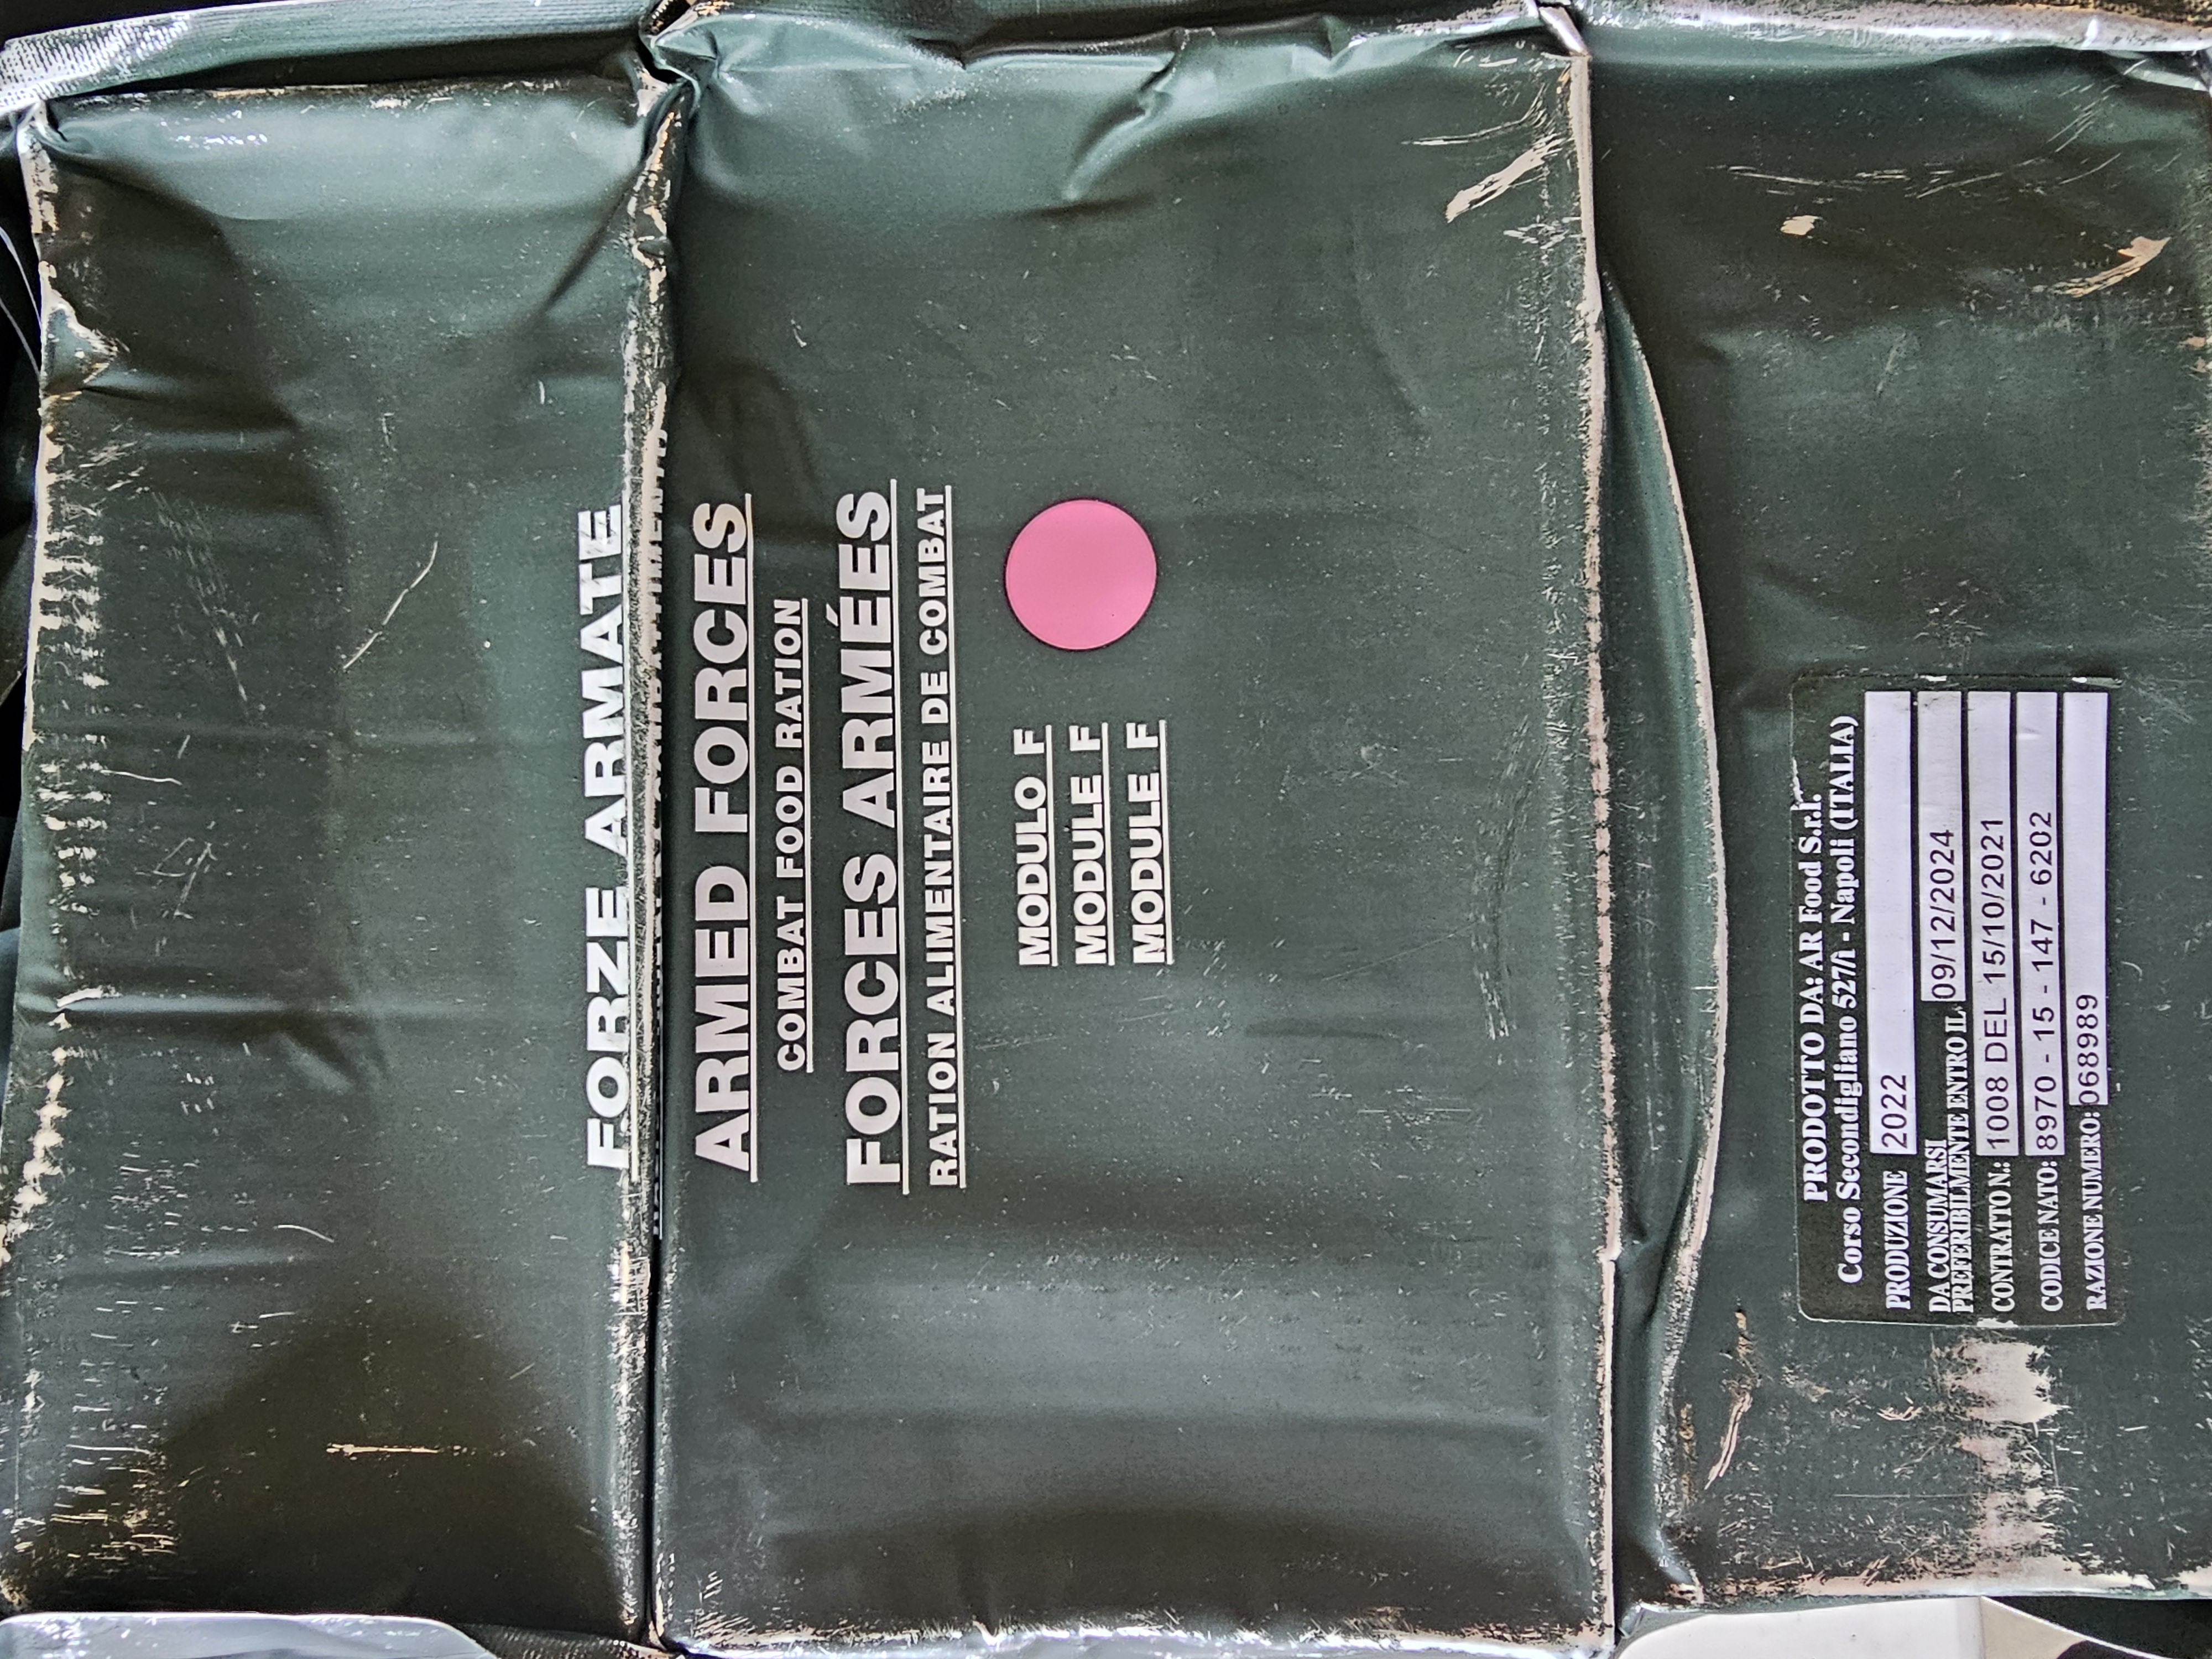 FORZE ARMATE
ARMED FORCES
COMBAT FOOD RATION
FORCES ARMÉES
RATION ALIMENTAIRE DE COMBAT
MODULO F
MODULE F
MODULE F
PRODOTTO DA: AR Food S.r.l.
Corso Secondigliano 527/h - Napoli (ITALIA)
PRODUZIONE 2022
DA CONSUMARSI
PREFERIBILMENTE ENTRO IL 09/12/2024
CONTRATTO N.: 1008 DEL 15/10/2021
CODICE NATO: 8970 - 15 - 147 - 6202
RAZIONE NUMERO: 0688989